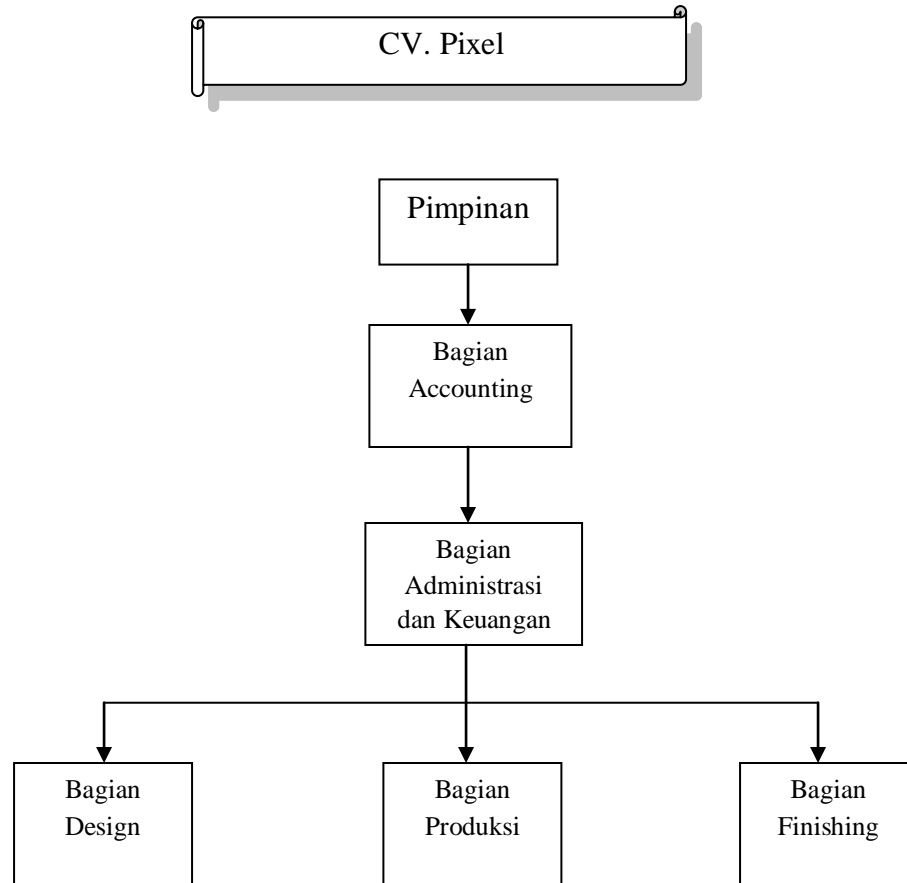 CV. Pixel
Pimpinan
Bagian
Accounting
Bagian
Administrasi
dan Keuangan
Bagian
Design
Bagian
Produksi
Bagian
Finishing